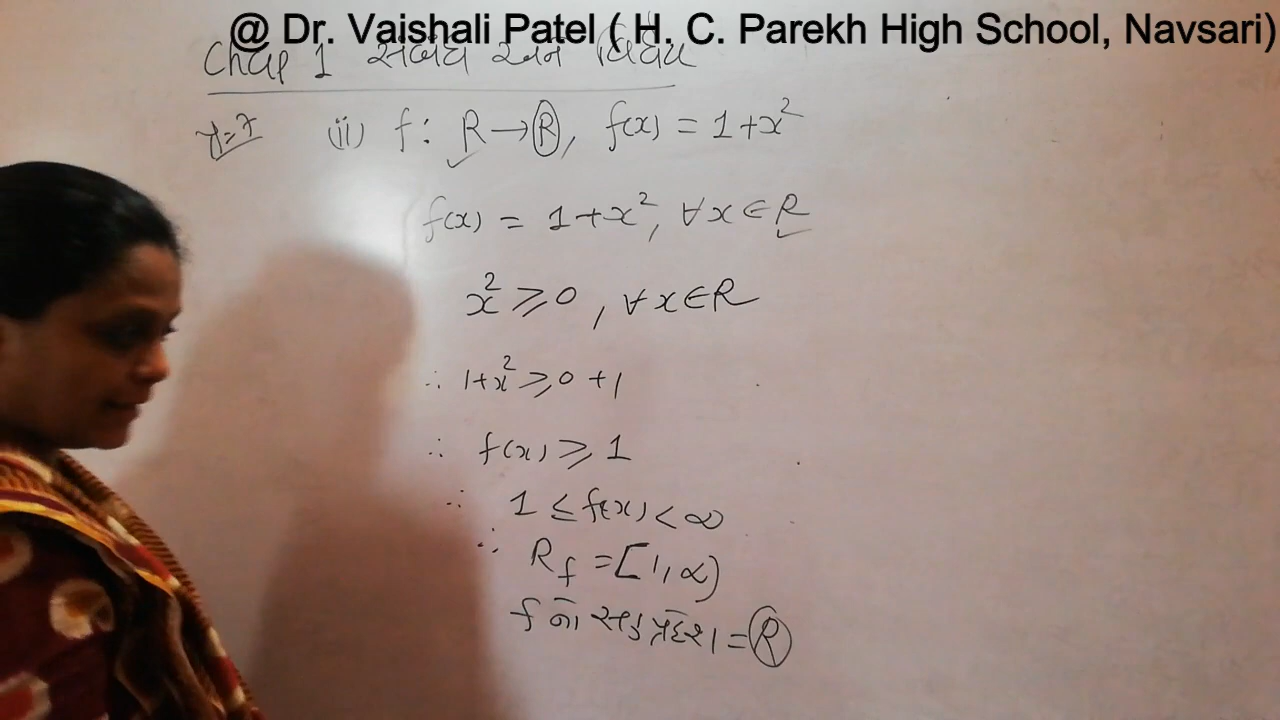 @ Dr. Vaishali Patel ( H. C. Parekh High School, Navsari)
Chap 1 સંબંધ અને વિધેય
(ii) f : R → R, f(x) = 1 + x²
f(x) = 1 + x², ∀ x ∈ R
x² ⩾ 0, ∀ x ∈ R
∴ 1 + x² ⩾ 0 + 1
∴ f(x) ⩾ 1
∴ 1 ≤ f(x) < ∞
∴ R_f = [1, ∝)
f નો સહપ્રદેશ = R